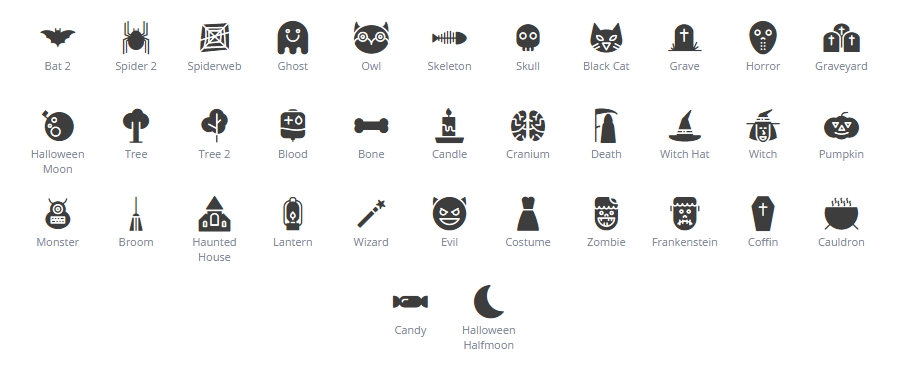 Bat 2
Spider 2
Spiderweb
Ghost
Owl
Skeleton
Skull
Black Cat
Grave
Horror
Graveyard
Halloween
Moon
Tree
Tree 2
Blood
Bone
Candle
Cranium
Death
Witch Hat
Witch
Pumpkin
Monster
Broom
Haunted
House
Lantern
Wizard
Evil
Costume
Zombie
Frankenstein
Coffin
Cauldron
Candy
Halloween
Halfmoon